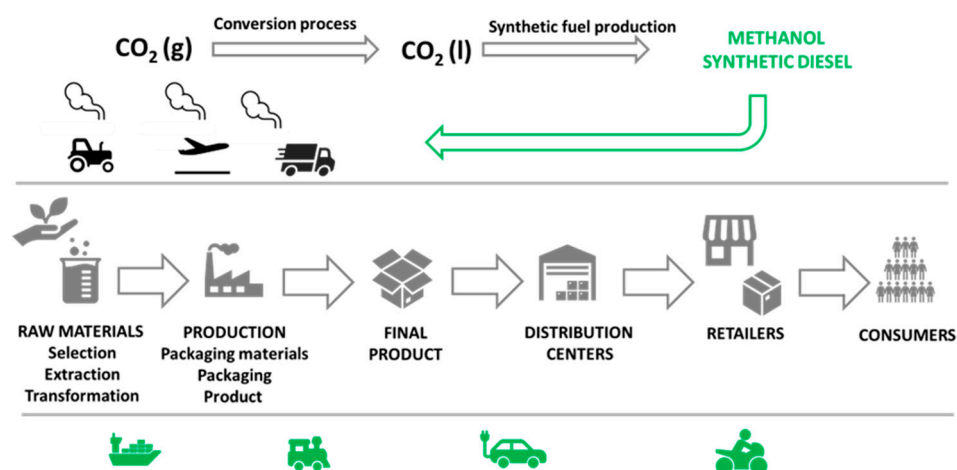 Conversion process
Synthetic fuel production
CO₂ (g)
CO₂ (l)
METHANOL
SYNTHETIC DIESEL
RAW MATERIALS
Selection
Extraction
Transformation
PRODUCTION
Packaging materials
Packaging
Product
FINAL
PRODUCT
DISTRIBUTION
CENTERS
RETAILERS
CONSUMERS